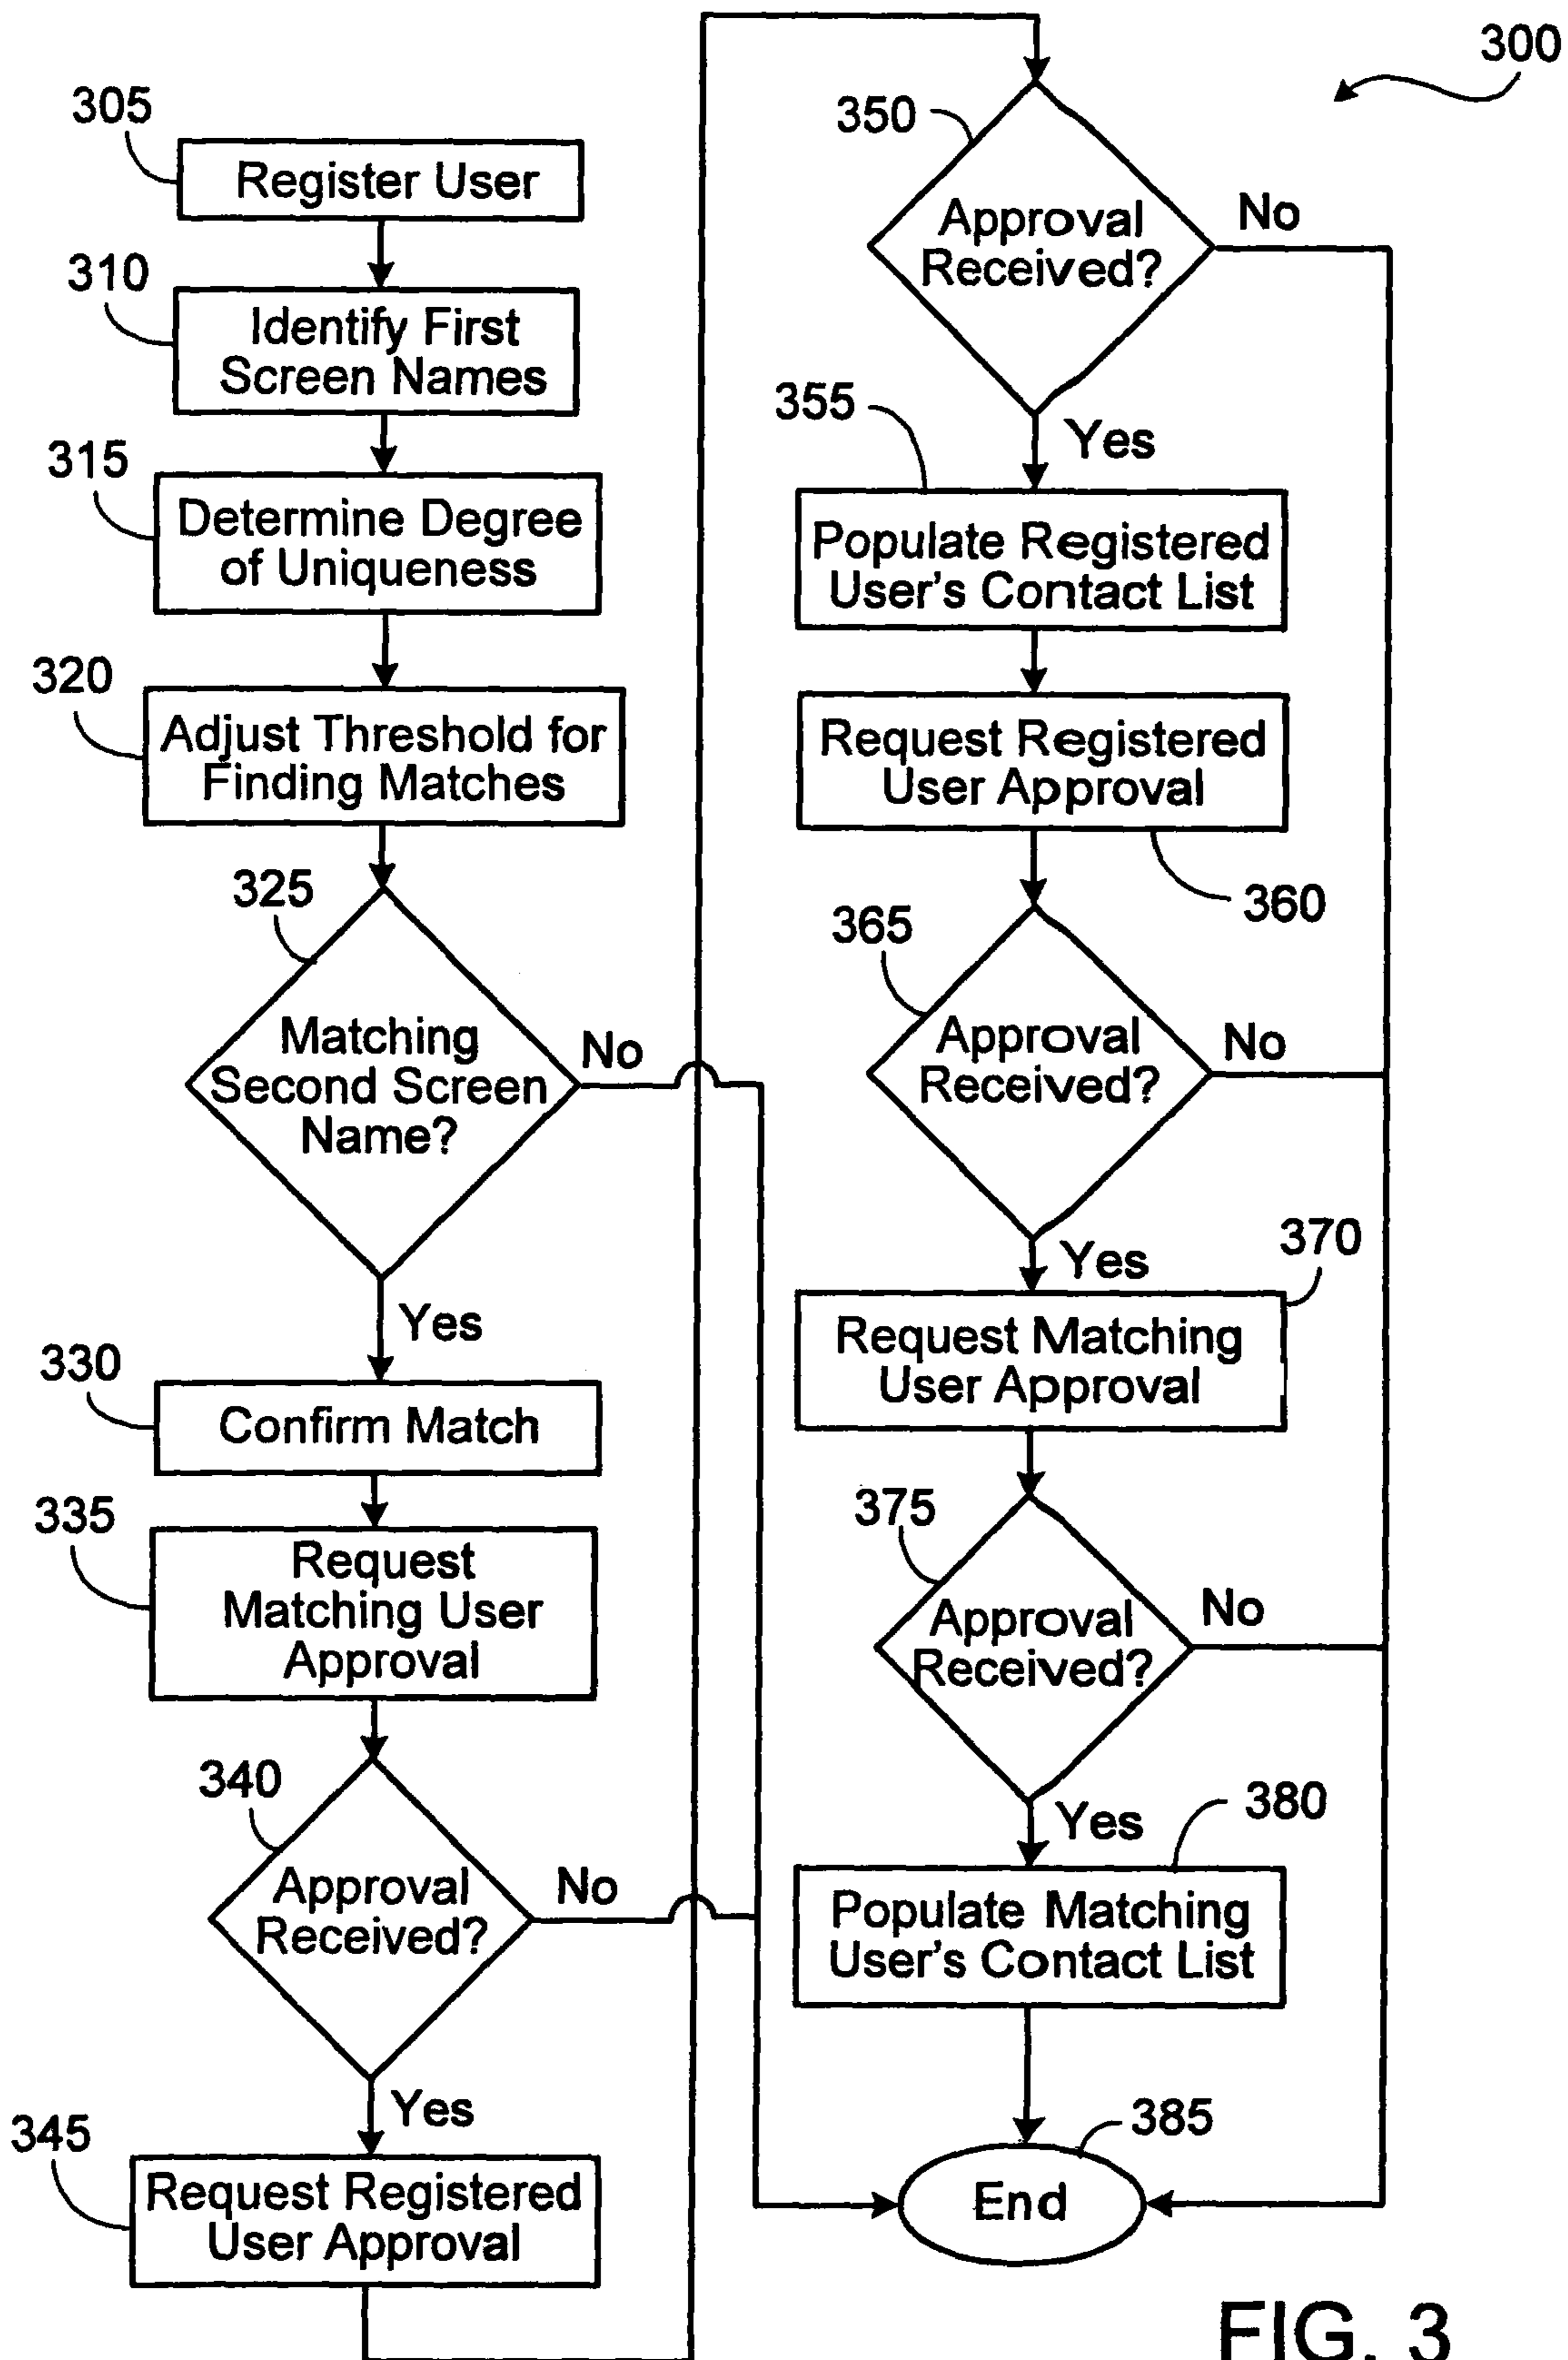 300
305
Register User
310
Identify First
Screen Names
315
Determine Degree
of Uniqueness
320
Adjust Threshold for
Finding Matches
325
Matching
Second Screen
Name?
No
Yes
330
Confirm Match
335
Request
Matching User
Approval
340
Approval
Received?
No
Yes
345
Request Registered
User Approval
350
Approval
Received?
No
Yes
355
Populate Registered
User's Contact List
Request Registered
User Approval
360
365
Approval
Received?
No
Yes
370
Request Matching
User Approval
375
Approval
Received?
No
Yes
380
Populate Matching
User's Contact List
385
End
FIG. 3